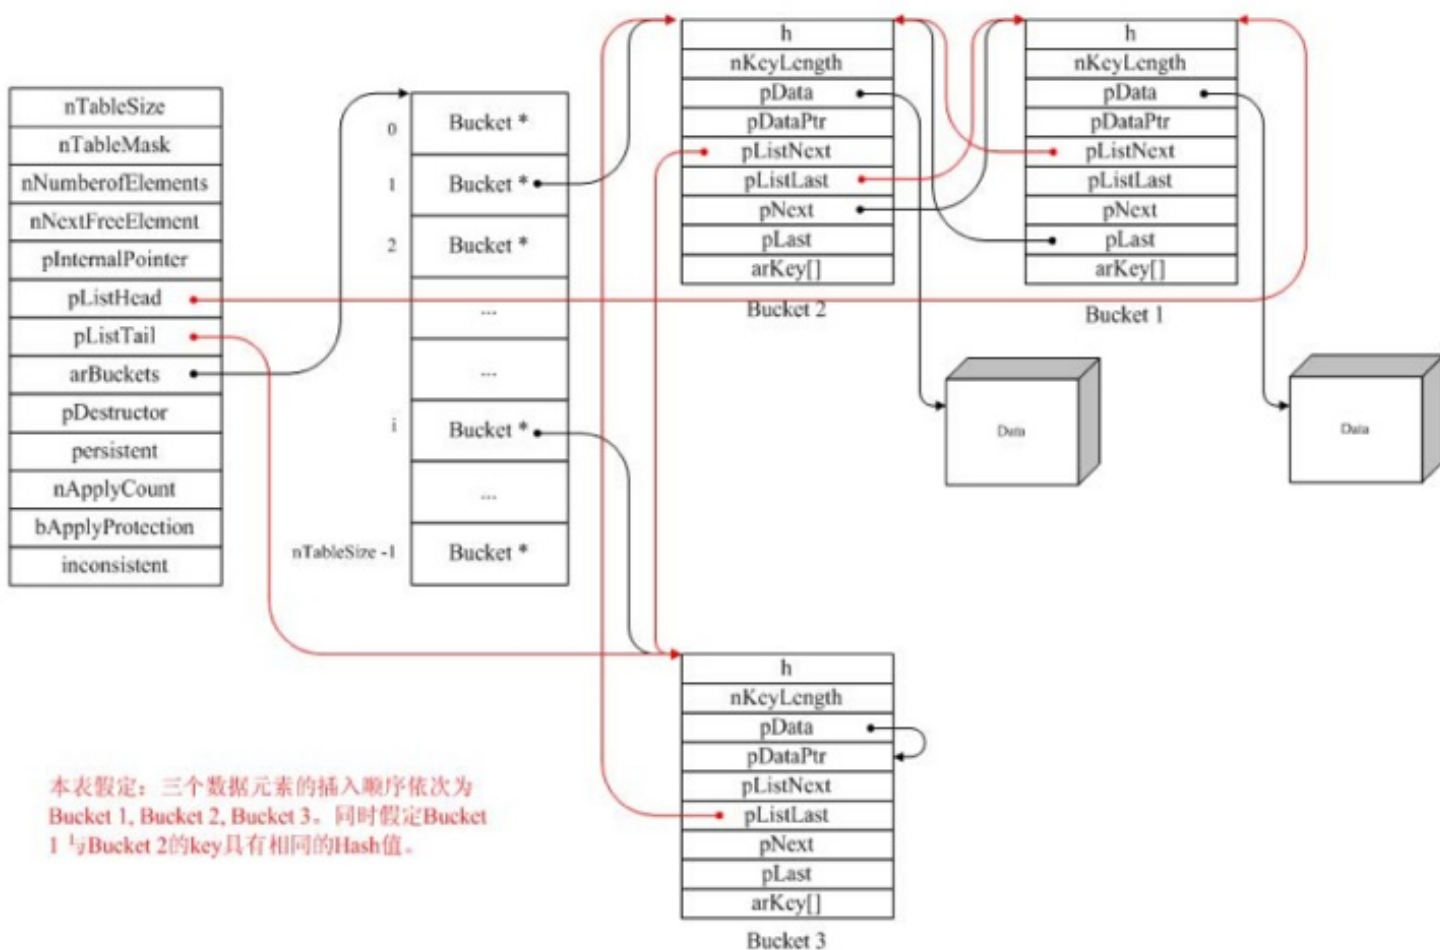 nTableSize
nTableMask
nNumberofElements
nNextFreeElement
pInternalPointer
pListHead
pListTail
arBuckets
pDestructor
persistent
nApplyCount
bApplyProtection
inconsistent
0
Bucket *
1
Bucket *
2
Bucket *
...
...
i
Bucket *
...
nTableSize -1
Bucket *
h
nKeyLength
pData
pDataPtr
pListNext
pListLast
pNext
pLast
arKey[]
Bucket 2
h
nKeyLength
pData
pDataPtr
pListNext
pListLast
pNext
pLast
arKey[]
Bucket 1
Data
Data
h
nKeyLength
pData
pDataPtr
pListNext
pListLast
pNext
pLast
arKey[]
Bucket 3
本表假定：三个数据元素的插入顺序依次为
Bucket 1, Bucket 2, Bucket 3。同时假定Bucket
1 与Bucket 2的key具有相同的Hash值。